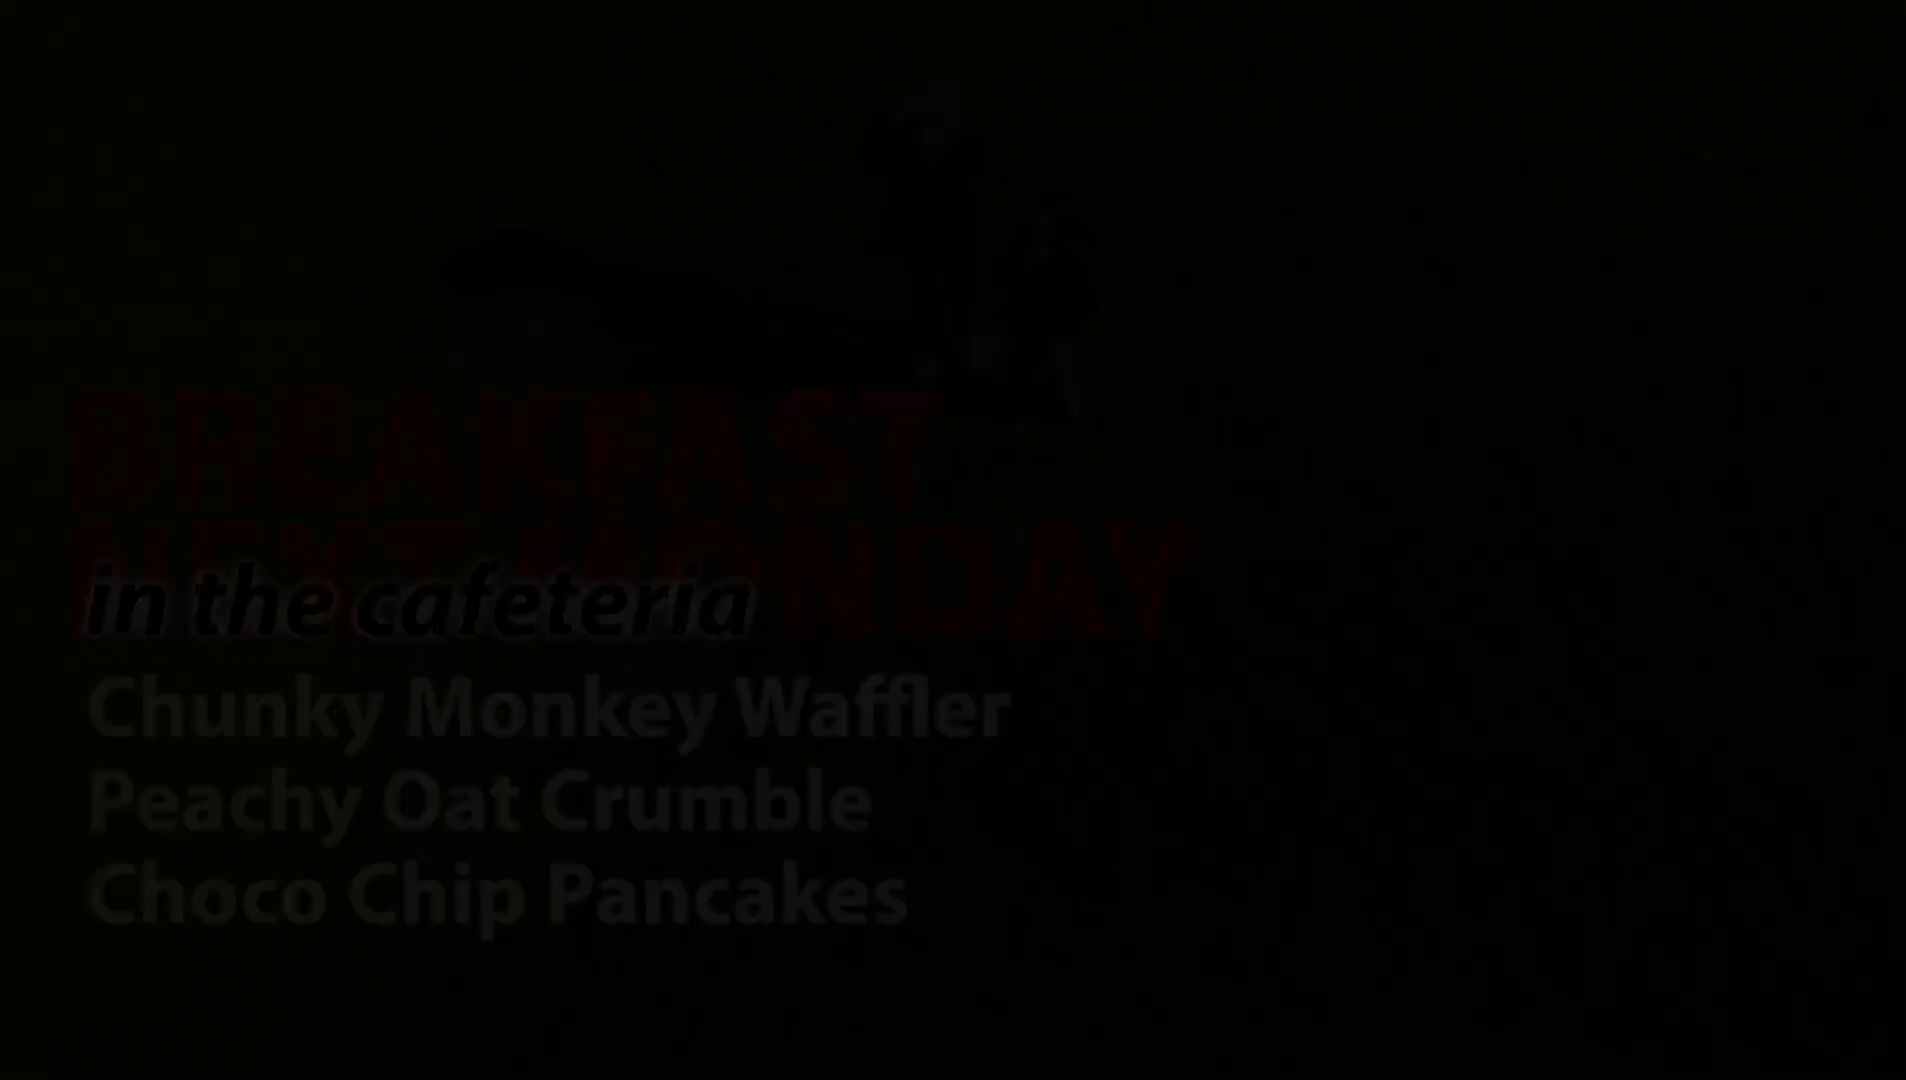 BREAKFAST
NEXT MONDAY
in the cafeteria
Chunky Monkey Waffler
Peachy Oat Crumble
Choco Chip Pancakes